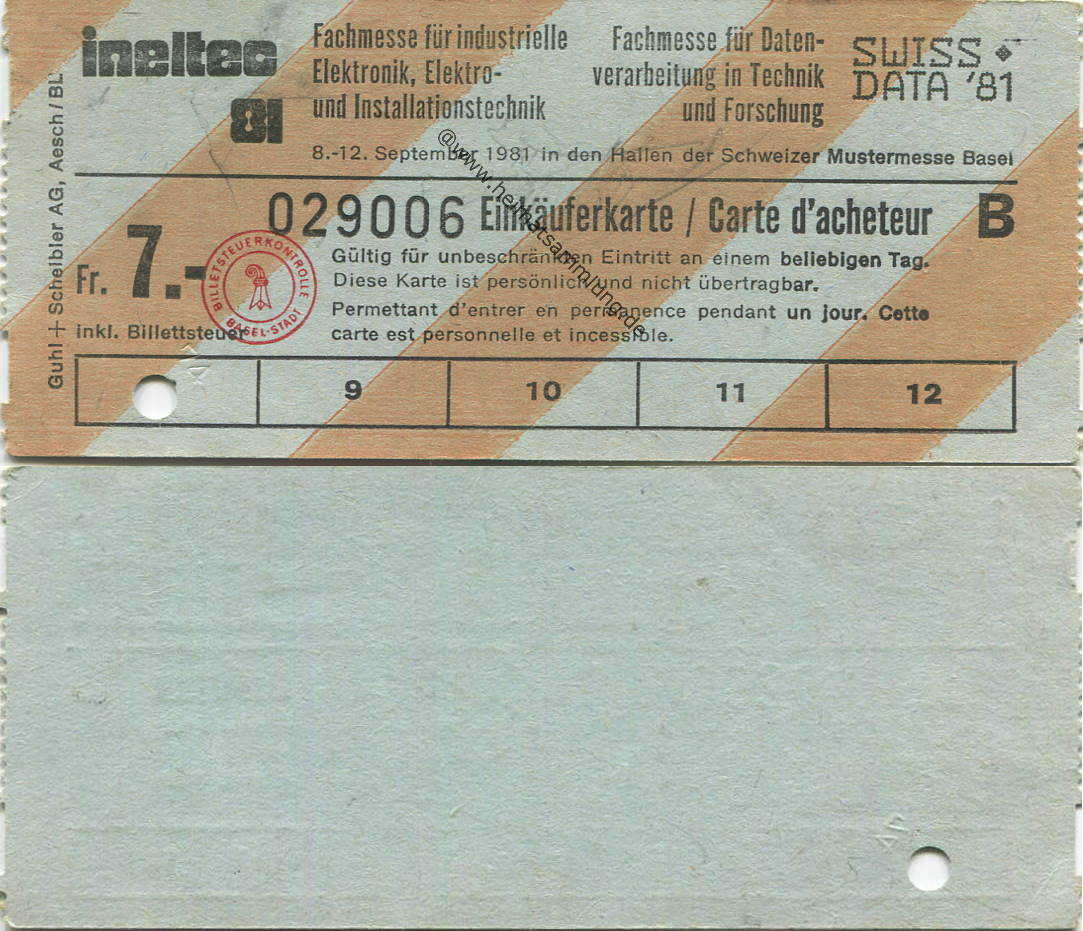 ineltec
81
Fachmesse für industrielle
Elektronik, Elektro-
und Installationstechnik
Fachmesse für Daten-
verarbeitung in Technik
und Forschung
SWISS
DATA '81
8.-12. September 1981 in den Hallen der Schweizer Mustermesse Basel
029006 Einkäuferkarte / Carte d'acheteur B
Fr. 7.-
inkl. Billettsteuer
BILLETSTEUERKONTROLLE
BASEL-STADT
Gültig für unbeschränkten Eintritt an einem beliebigen Tag.
Diese Karte ist persönlich und nicht übertragbar.
Permettant d'entrer en permanence pendant un jour. Cette
carte est personnelle et incessible.
9 10 11 12
Guhl + Scheibler AG, Aesch / BL
@www.heimatsammlung.de